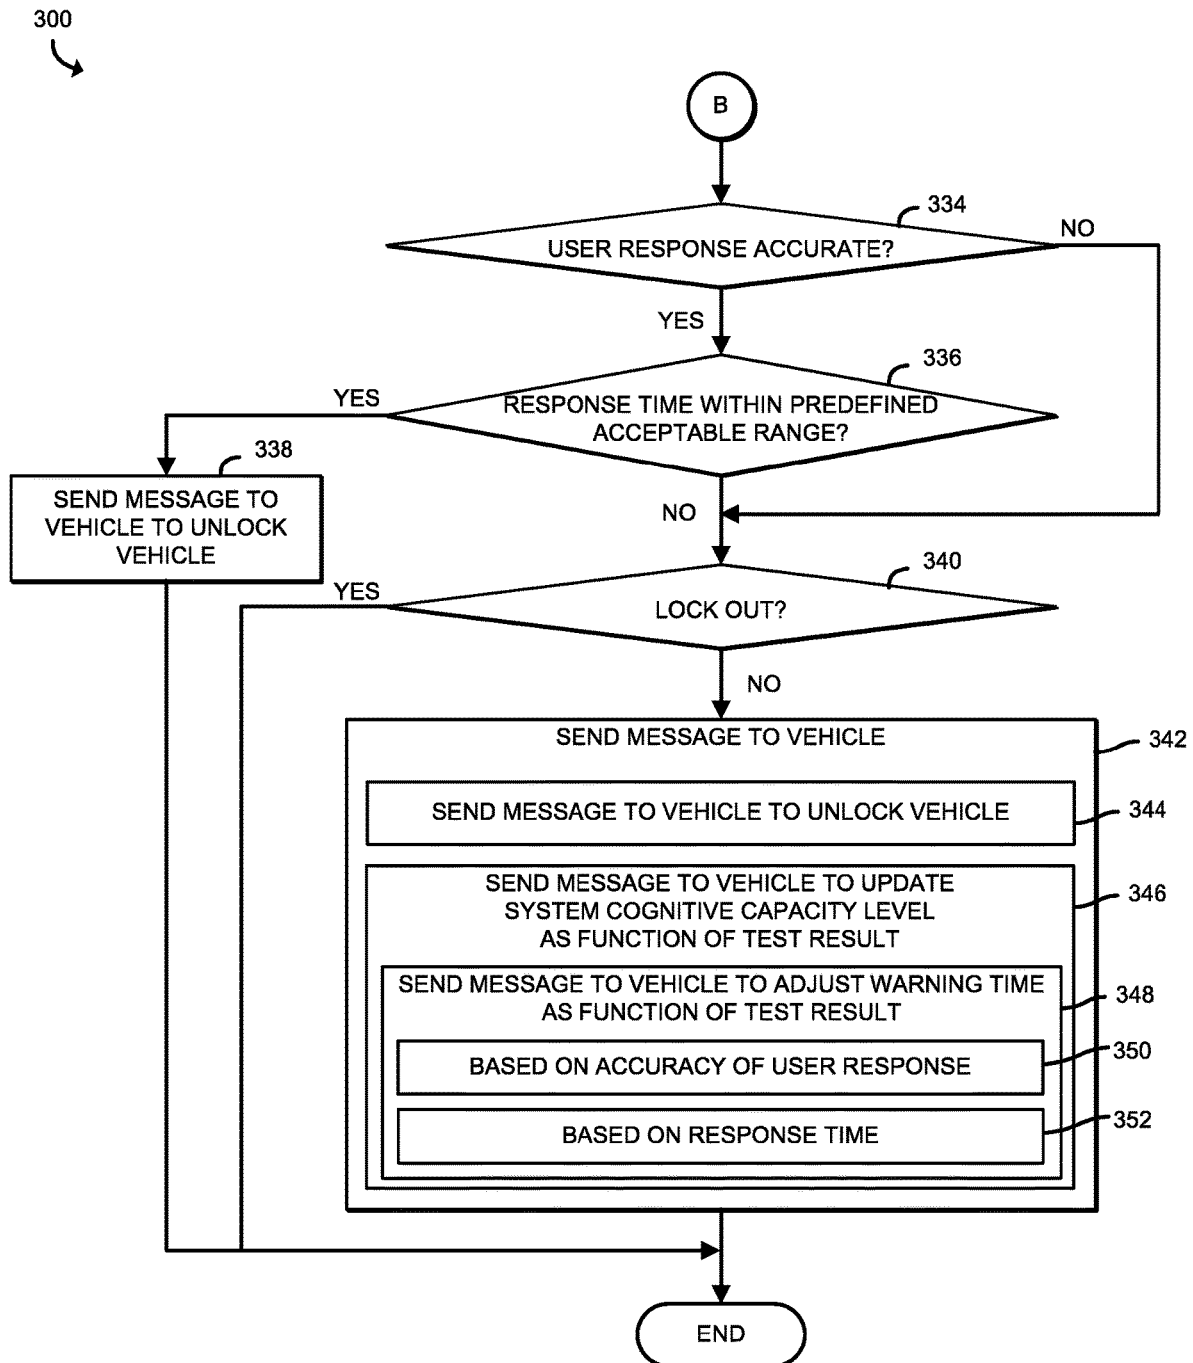 300
B
334
USER RESPONSE ACCURATE?
NO
YES
336
YES
RESPONSE TIME WITHIN PREDEFINED
ACCEPTABLE RANGE?
338
SEND MESSAGE TO
VEHICLE TO UNLOCK
VEHICLE
NO
340
YES
LOCK OUT?
NO
SEND MESSAGE TO VEHICLE
342
SEND MESSAGE TO VEHICLE TO UNLOCK VEHICLE
344
SEND MESSAGE TO VEHICLE TO UPDATE
SYSTEM COGNITIVE CAPACITY LEVEL
AS FUNCTION OF TEST RESULT
346
SEND MESSAGE TO VEHICLE TO ADJUST WARNING TIME
AS FUNCTION OF TEST RESULT
348
BASED ON ACCURACY OF USER RESPONSE
350
BASED ON RESPONSE TIME
352
END